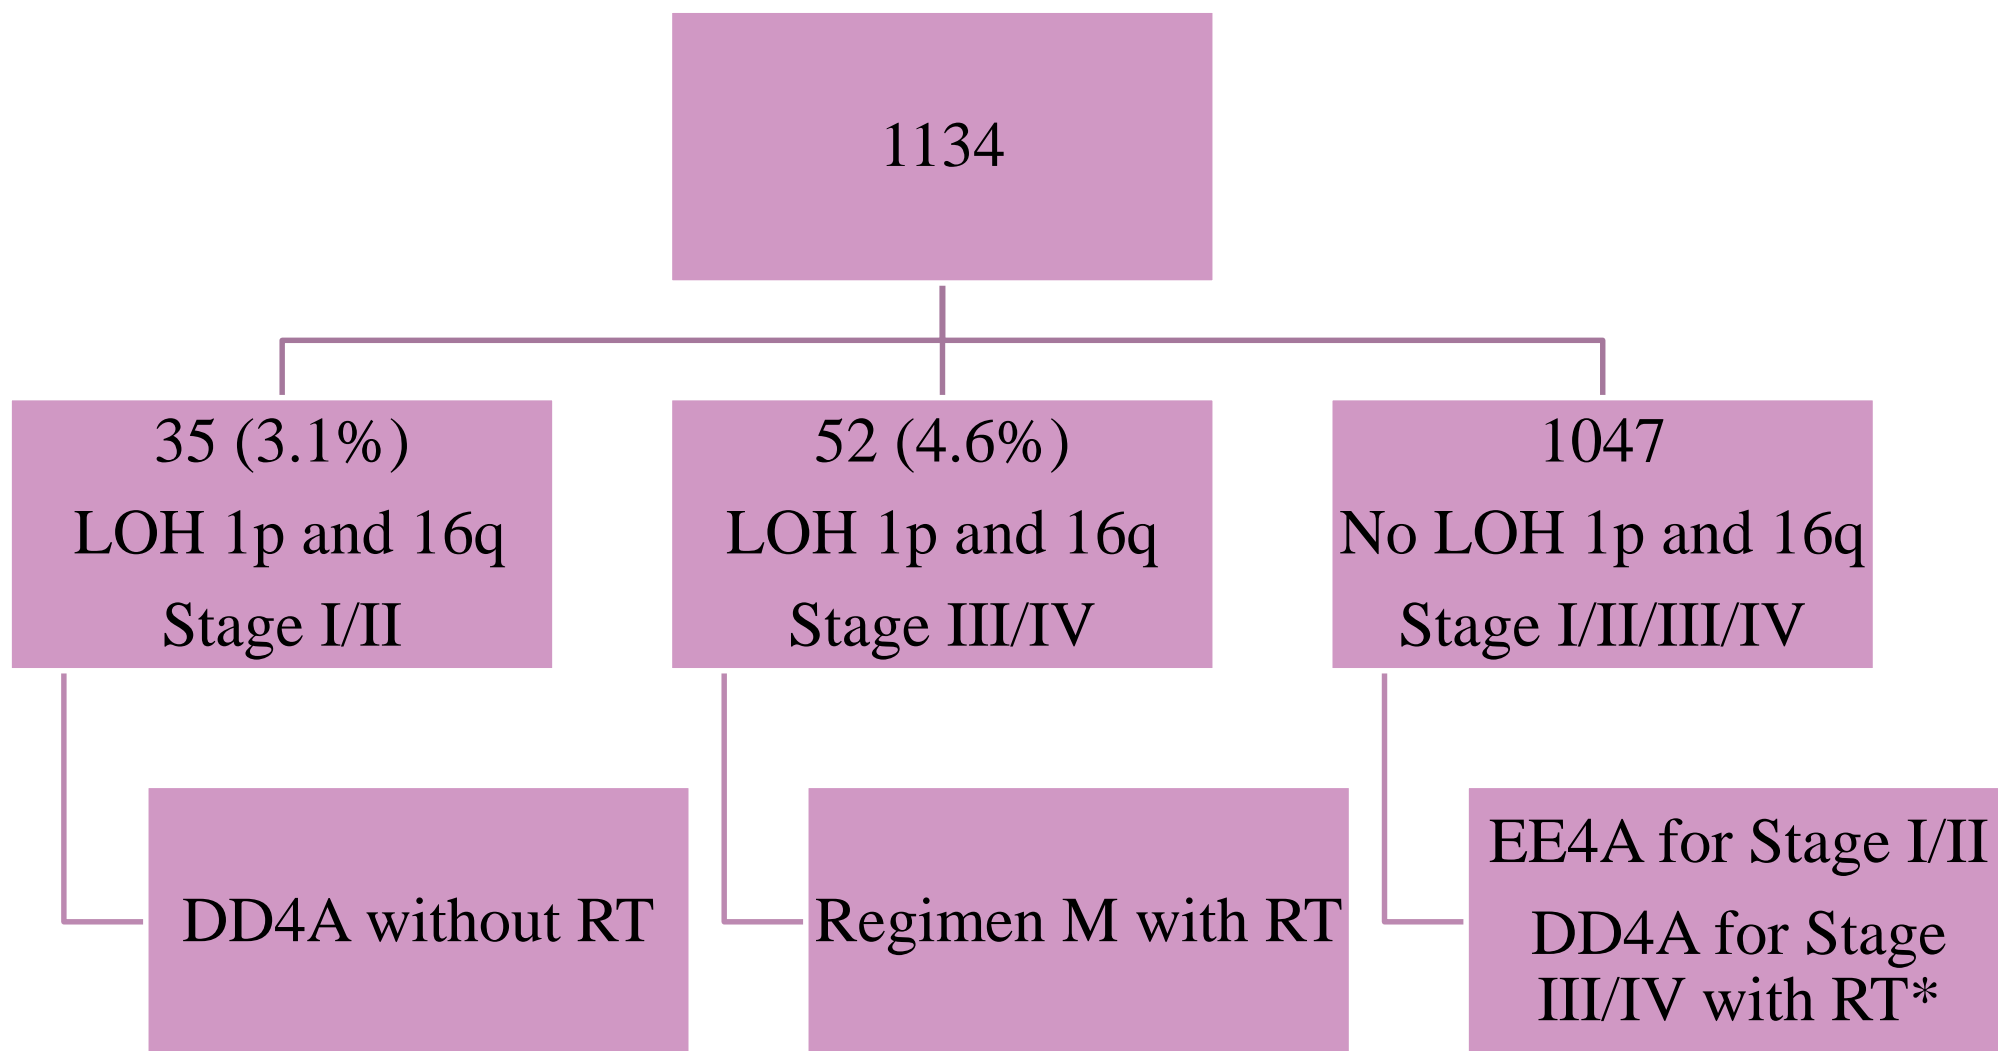 1134
35 (3.1%)
LOH 1p and 16q
Stage I/II
52 (4.6%)
LOH 1p and 16q
Stage III/IV
1047
No LOH 1p and 16q
Stage I/II/III/IV
DD4A without RT
Regimen M with RT
EE4A for Stage I/II
DD4A for Stage
III/IV with RT*